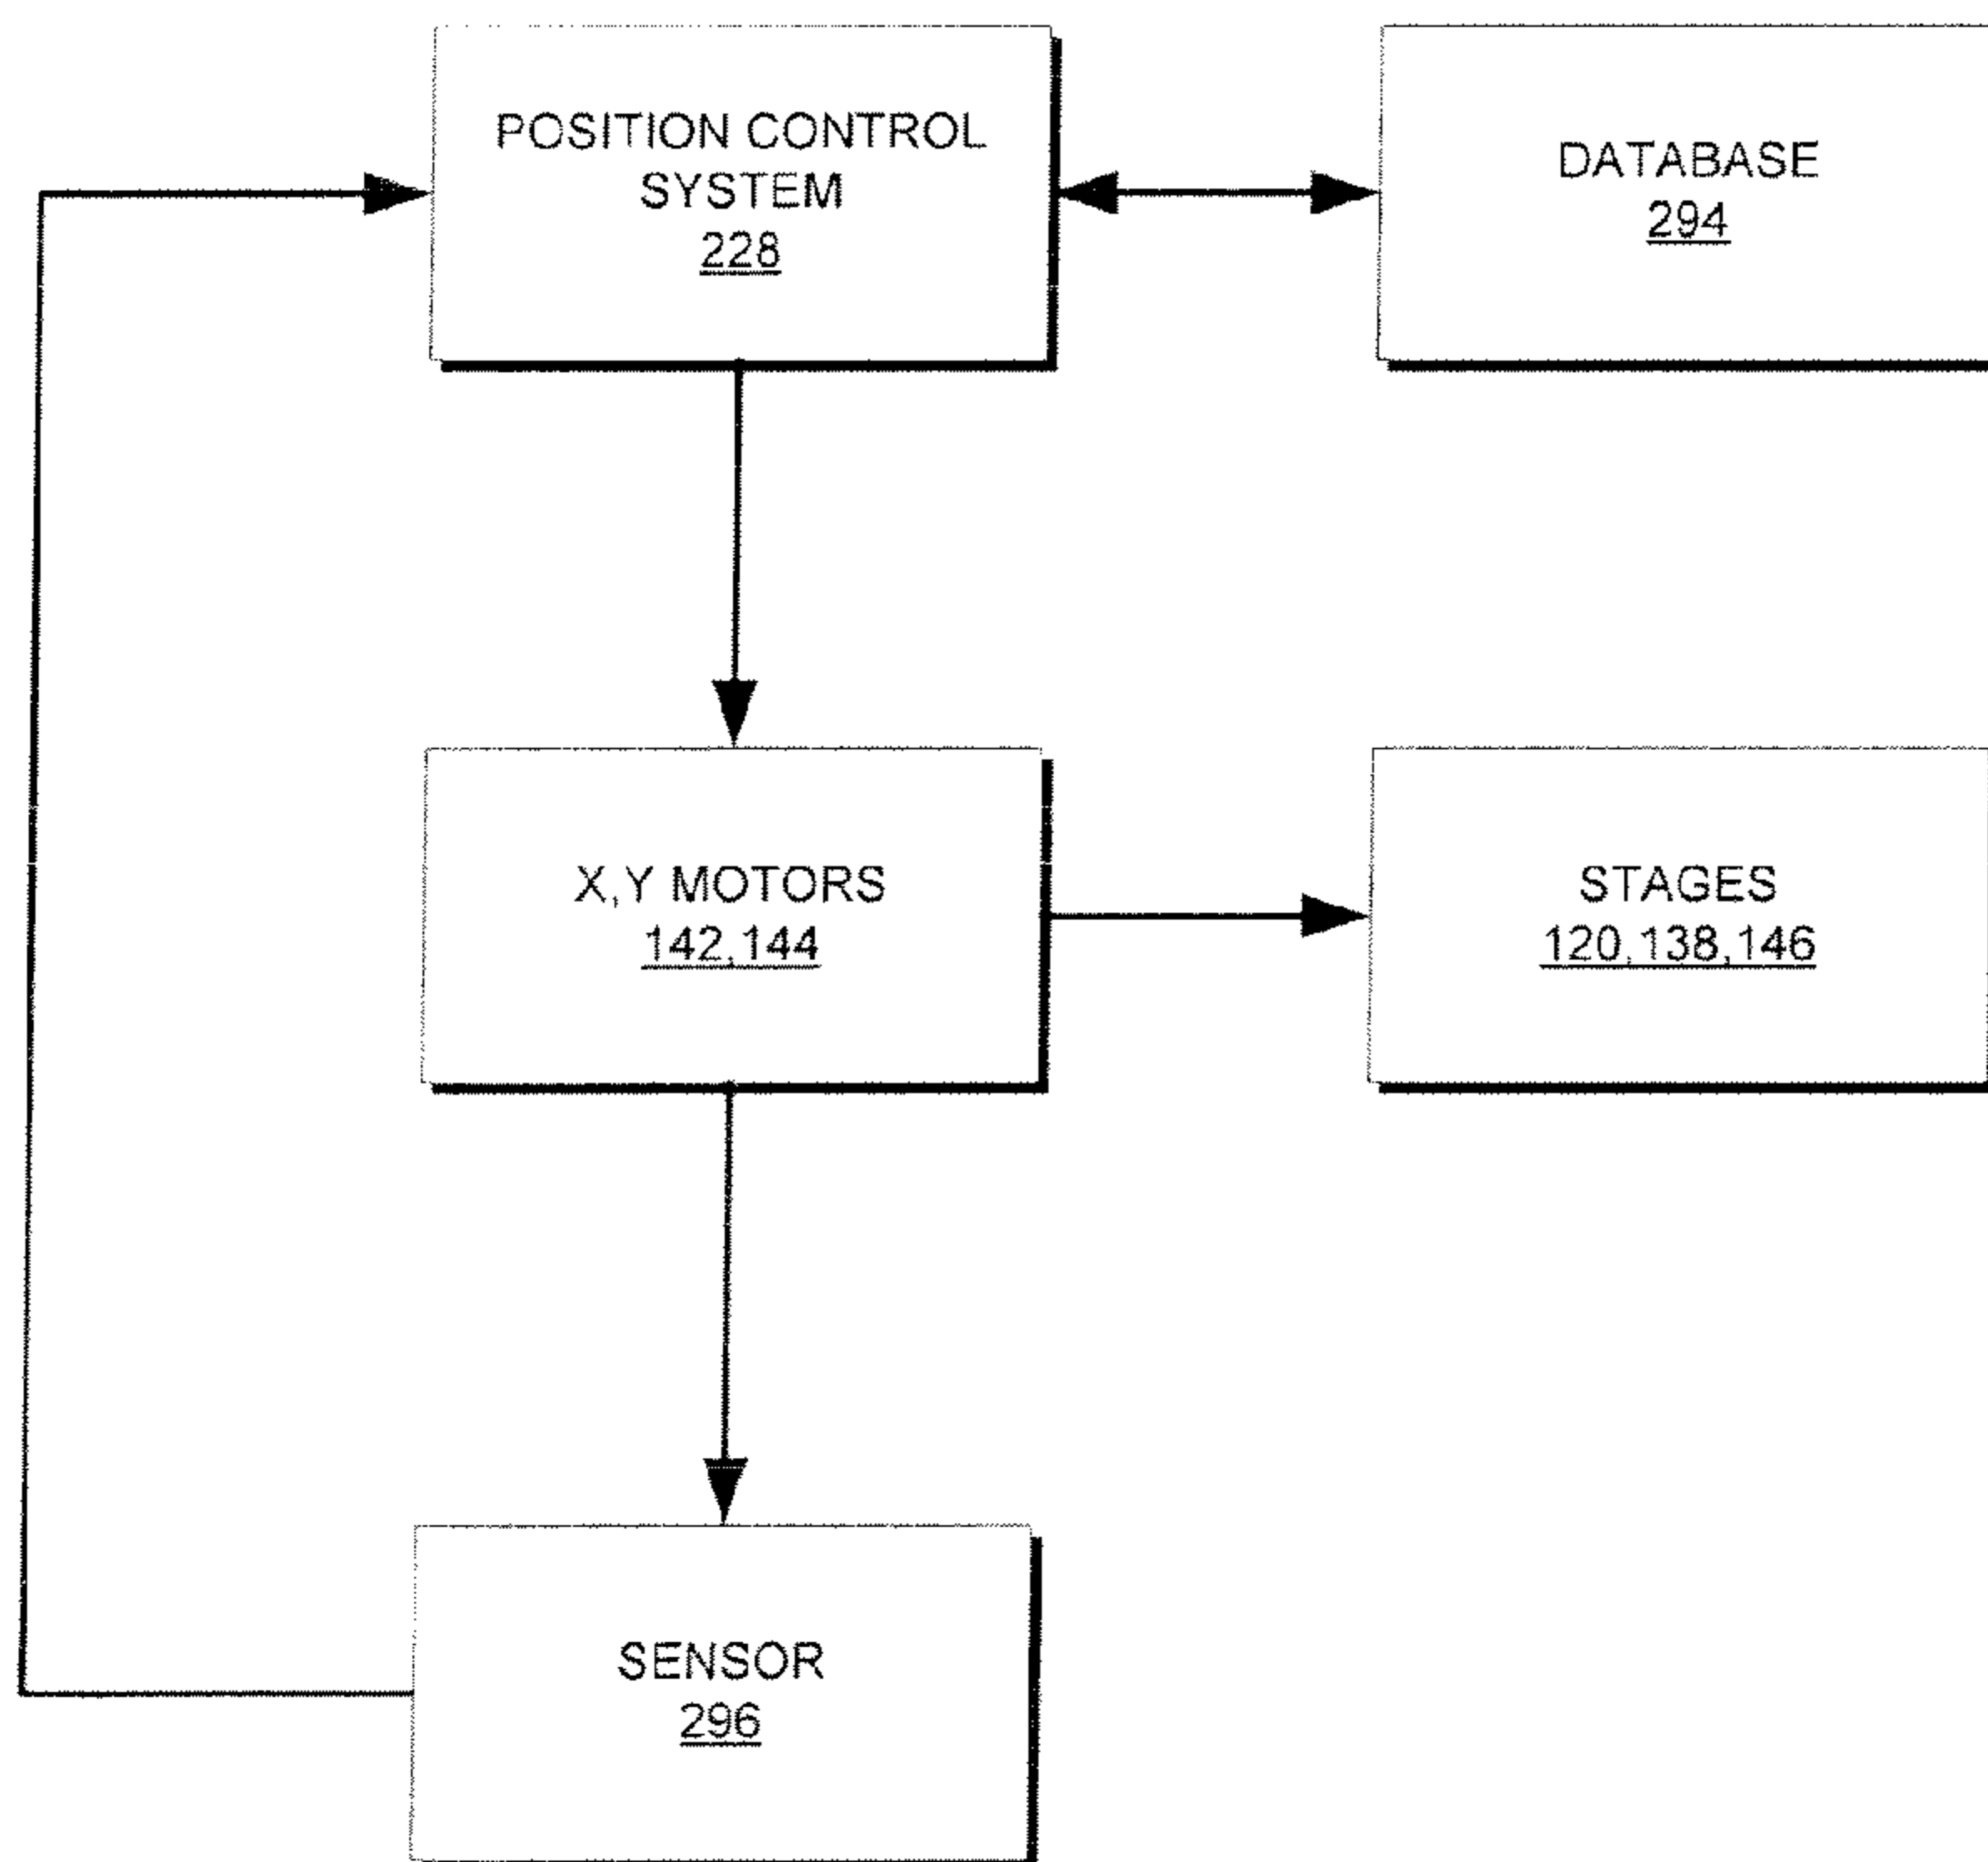 POSITION CONTROL
SYSTEM
228
DATABASE
294
X,Y MOTORS
142,144
STAGES
120,138,146
SENSOR
296